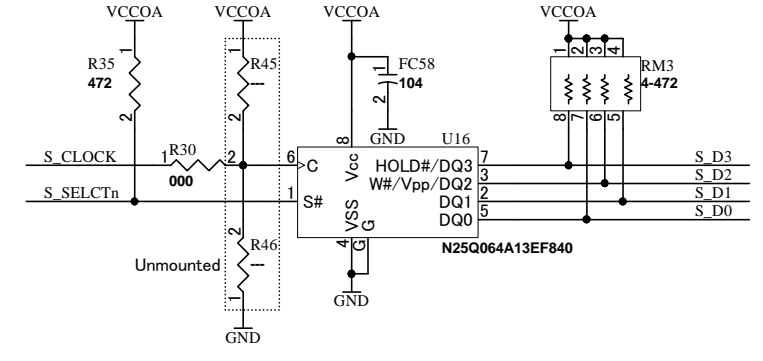 VCCOA VCCOA VCCOA VCCOA
1 1 1 2 3 4
R35 R45 FC58 RM3
472 --- 1 104 4-472
2 2 2
GND
8 7 6 5
8 U16
S_CLOCK 1 R30 2 6 C Vcc HOLD#/DQ3 7 S_D3
000 W#/Vpp/DQ2 3 S_D2
S_SELCTn 1 S# DQ1 2 S_D1
VSS G DQ0 5 S_D0
2 4 G G N25Q064A13EF840
R46
Unmounted ---
1
GND
GND